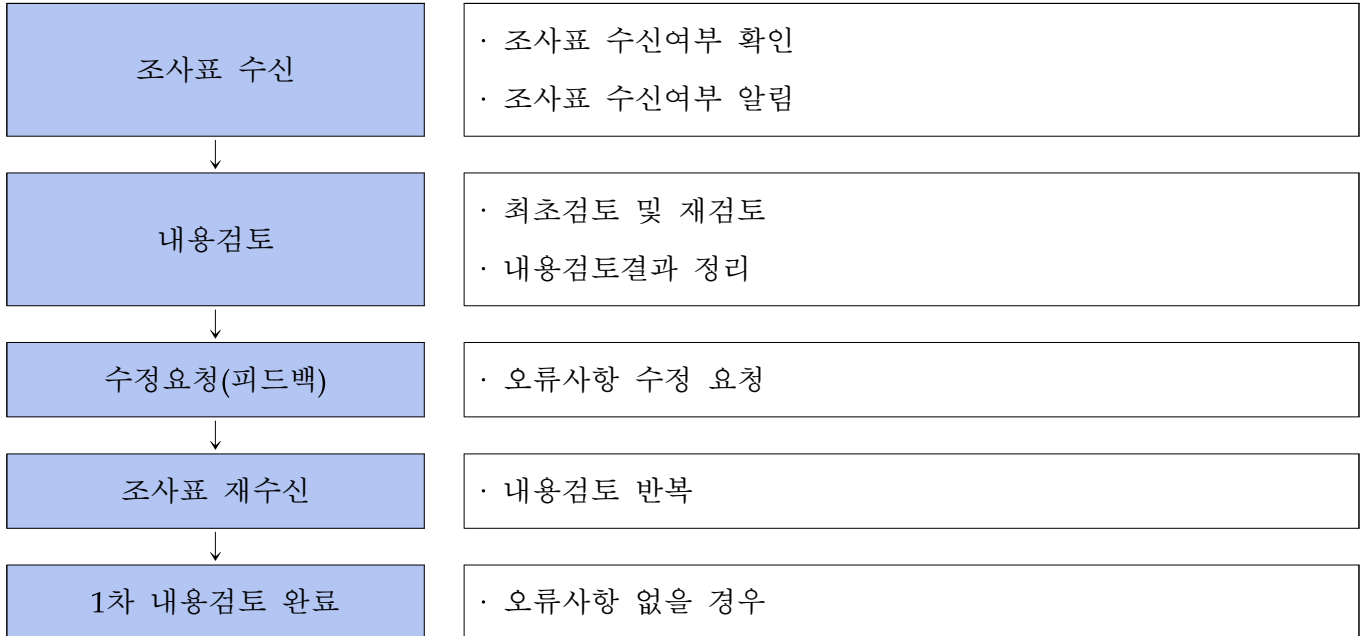 조사표 수신
· 조사표 수신여부 확인
· 조사표 수신여부 알림
내용검토
· 최초검토 및 재검토
· 내용검토결과 정리
수정요청(피드백)
· 오류사항 수정 요청
조사표 재수신
· 내용검토 반복
1차 내용검토 완료
· 오류사항 없을 경우